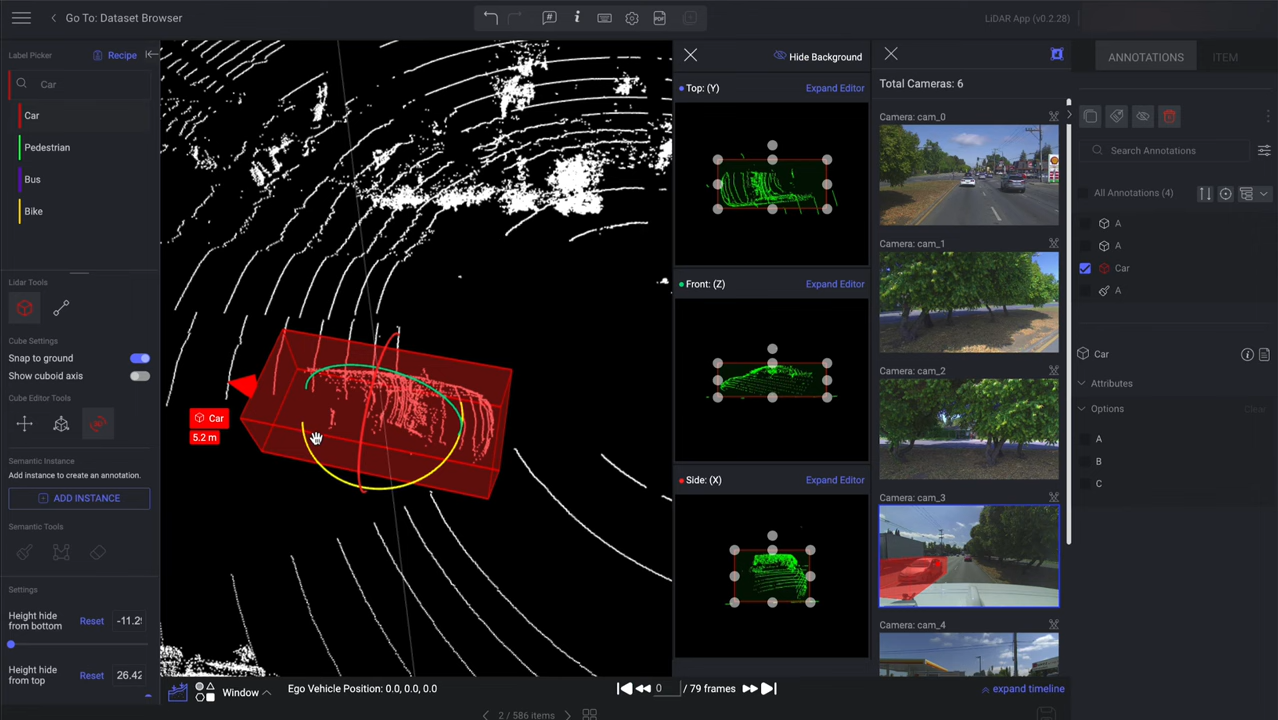 Go To: Dataset Browser
LiDAR App (v0.2.28)
Label Picker
Recipe
Car
Car
Pedestrian
Bus
Bike
Lidar Tools
Cube Settings
Snap to ground
Show cuboid axis
Cube Editor Tools
Semantic Instance
Add instance to create an annotation.
ADD INSTANCE
Semantic Tools
Settings
Height hide
from bottom
Reset
Height hide
from top
Reset
26.42
Car
5.2 m
Window
Ego Vehicle Position: 0.0, 0.0, 0.0
0
/ 79 frames
expand timeline
2 / 586 items
Hide Background
Top: (Y)
Expand Editor
Front: (Z)
Expand Editor
Side: (X)
Expand Editor
Total Cameras: 6
Camera: cam_0
Camera: cam_1
Camera: cam_2
Camera: cam_3
Camera: cam_4
ANNOTATIONS
ITEM
Search Annotations
All Annotations (4)
A
A
Car
A
Car
Attributes
Options
Clear
A
B
C